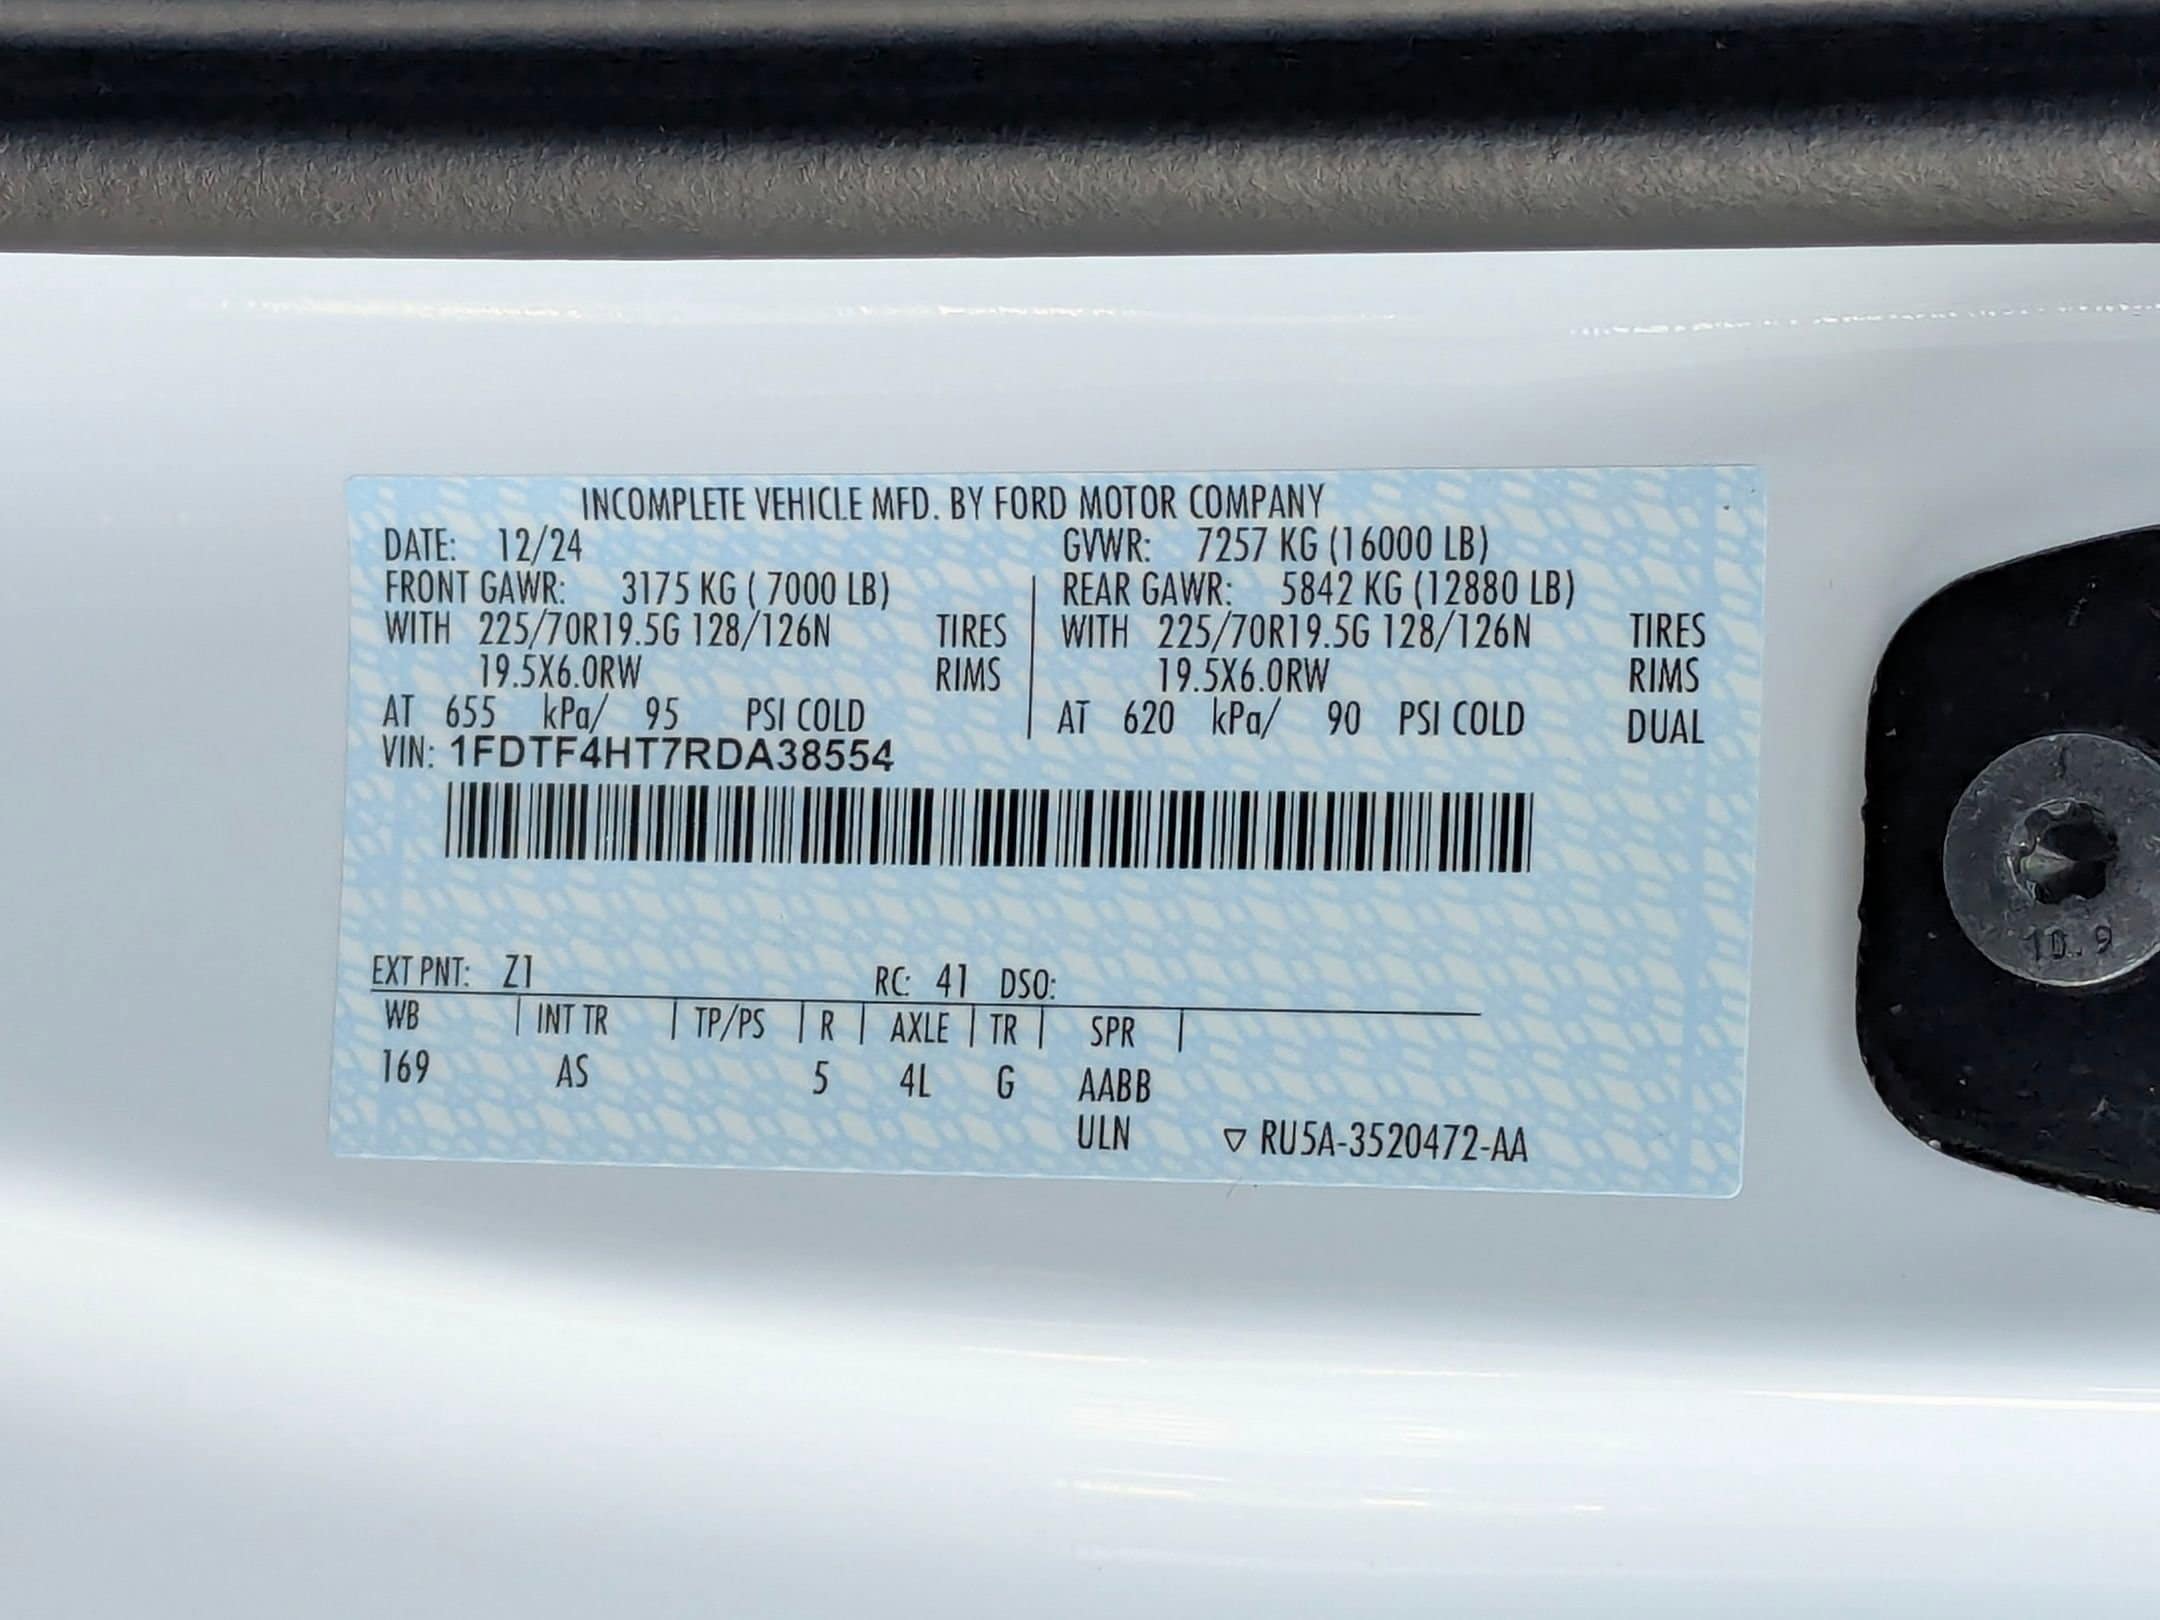 INCOMPLETE VEHICLE MFD. BY FORD MOTOR COMPANY
DATE: 12/24 GVWR: 7257 KG (16000 LB)
FRONT GAWR: 3175 KG ( 7000 LB) REAR GAWR: 5842 KG (12880 LB)
WITH 225/70R19.5G 128/126N TIRES WITH 225/70R19.5G 128/126N TIRES
19.5X6.0RW RIMS 19.5X6.0RW RIMS
AT 655 kPa/ 95 PSI COLD AT 620 kPa/ 90 PSI COLD DUAL
VIN: 1FDTF4HT7RDA38554
EXT PNT: Z1 RC: 41 DSO:
WB INT TR TP/PS R AXLE TR SPR
169 AS 5 4L G AABB
ULN ▽ RU5A-3520472-AA
10.9